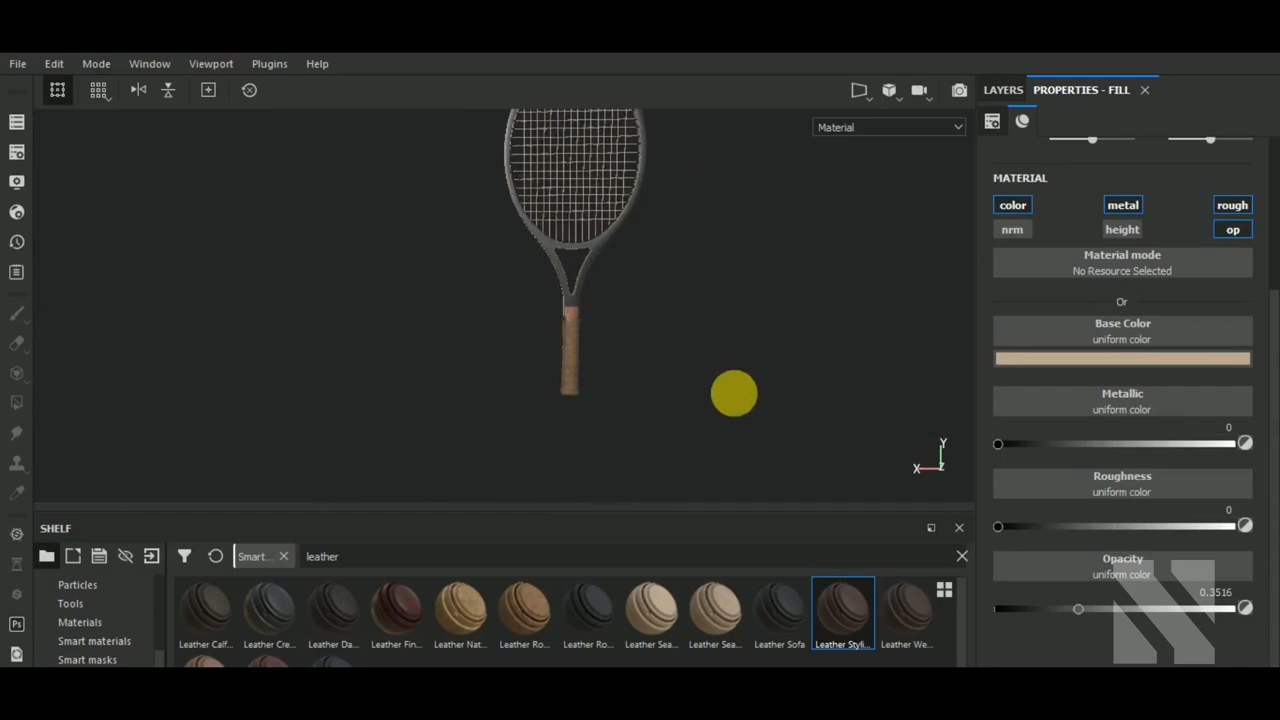 File Edit Mode Window Viewport Plugins Help
LAYERS PROPERTIES - FILL
Material
MATERIAL
color metal rough
nrm height op
Material mode
No Resource Selected
Or
Base Color
uniform color
Metallic
uniform color
0
Roughness
uniform color
0
Opacity
uniform color
0.3516
Y
X Z
SHELF
Smart... leather
Particles
Tools
Materials
Smart materials
Smart masks
Leather Calf... Leather Cre... Leather Da... Leather Fin... Leather Nat... Leather Ro... Leather Ro... Leather Sea... Leather Sea... Leather Sofa Leather Styli... Leather We...
Ps